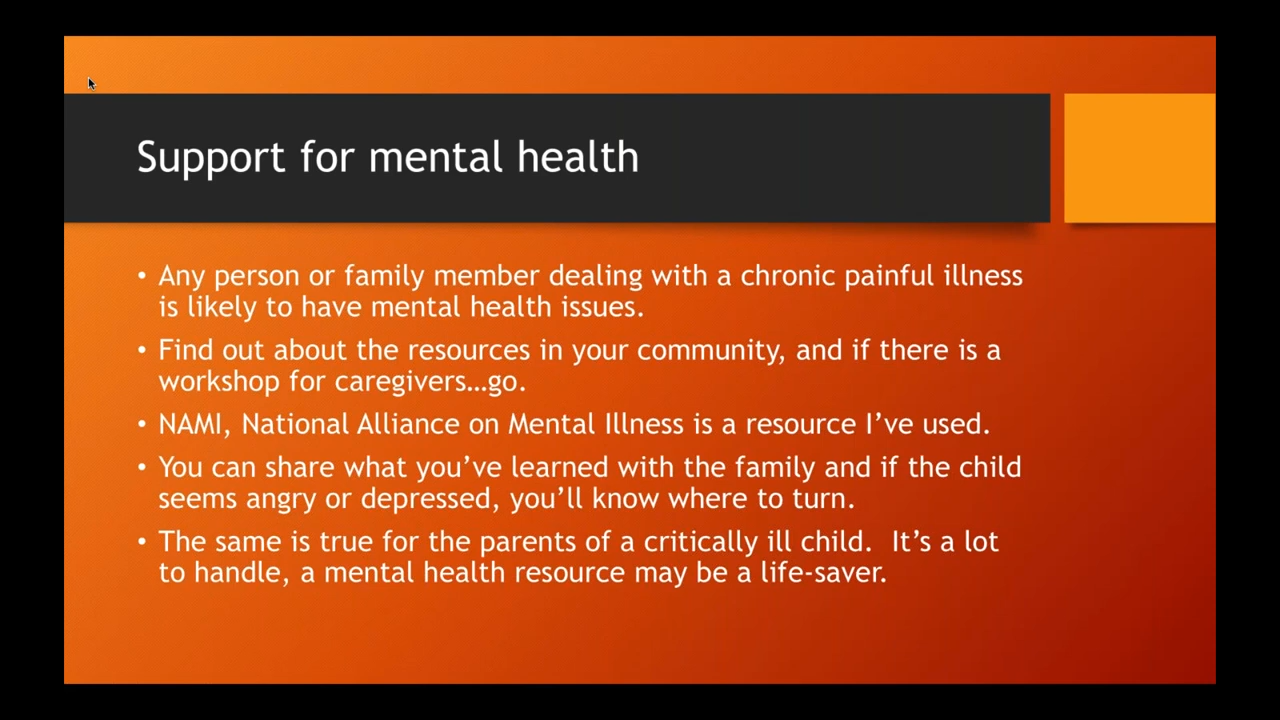 Support for mental health
• Any person or family member dealing with a chronic painful illness
is likely to have mental health issues.
• Find out about the resources in your community, and if there is a
workshop for caregivers…go.
• NAMI, National Alliance on Mental Illness is a resource I’ve used.
• You can share what you’ve learned with the family and if the child
seems angry or depressed, you’ll know where to turn.
• The same is true for the parents of a critically ill child.  It’s a lot
to handle, a mental health resource may be a life-saver.